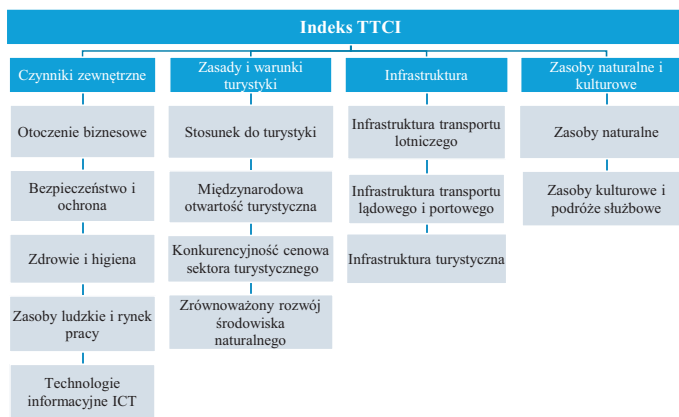 Indeks TTCI
Czynniki zewnętrzne
Otoczenie biznesowe
Bezpieczeństwo i
ochrona
Zdrowie i higiena
Zasoby ludzkie i rynek
pracy
Technologie
informacyjne ICT
Zasady i warunki
turystyki
Stosunek do turystyki
Międzynarodowa
otwartość turystyczna
Konkurencyjność cenowa
sektora turystycznego
Zrównoważony rozwój
środowiska
naturalnego
Infrastruktura
Infrastruktura transportu
lotniczego
Infrastruktura transportu
lądowego i portowego
Infrastruktura turystyczna
Zasoby naturalne i
kulturowe
Zasoby naturalne
Zasoby kulturowe i
podróże służbowe